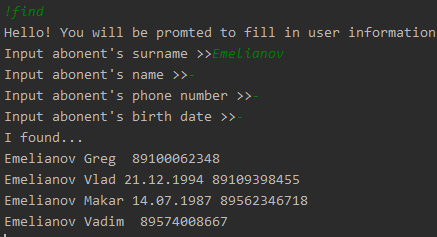 !find
Hello! You will be promted to fill in user information
Input abonent's surname >>Emelianov
Input abonent's name >>-
Input abonent's phone number >>-
Input abonent's birth date >>-
I found...
Emelianov Greg  89100062348
Emelianov Vlad 21.12.1994 89109398455
Emelianov Makar 14.07.1987 89562346718
Emelianov Vadim  89574008667